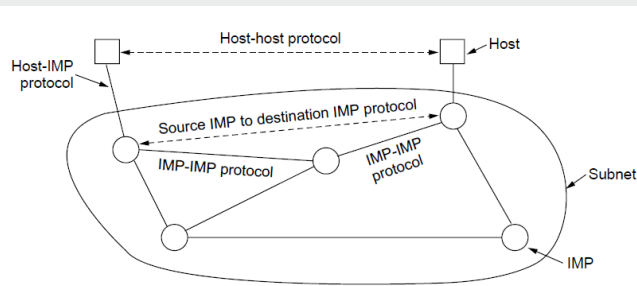 Host-host protocol
Host
Host-IMP
protocol
Source IMP to destination IMP protocol
IMP-IMP protocol
IMP-IMP
protocol
Subnet
IMP